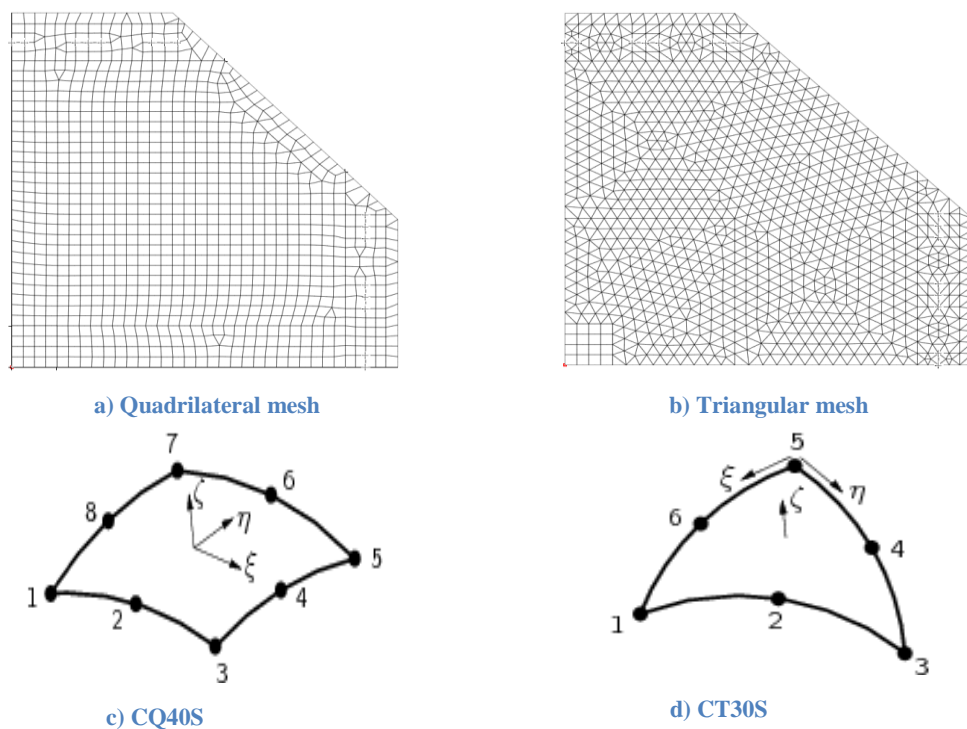 a) Quadrilateral mesh
b) Triangular mesh
7
6
8
ζ
η
ξ
5
1
2
4
3
5
ξ
ζ
η
6
4
1
2
3
c) CQ40S
d) CT30S